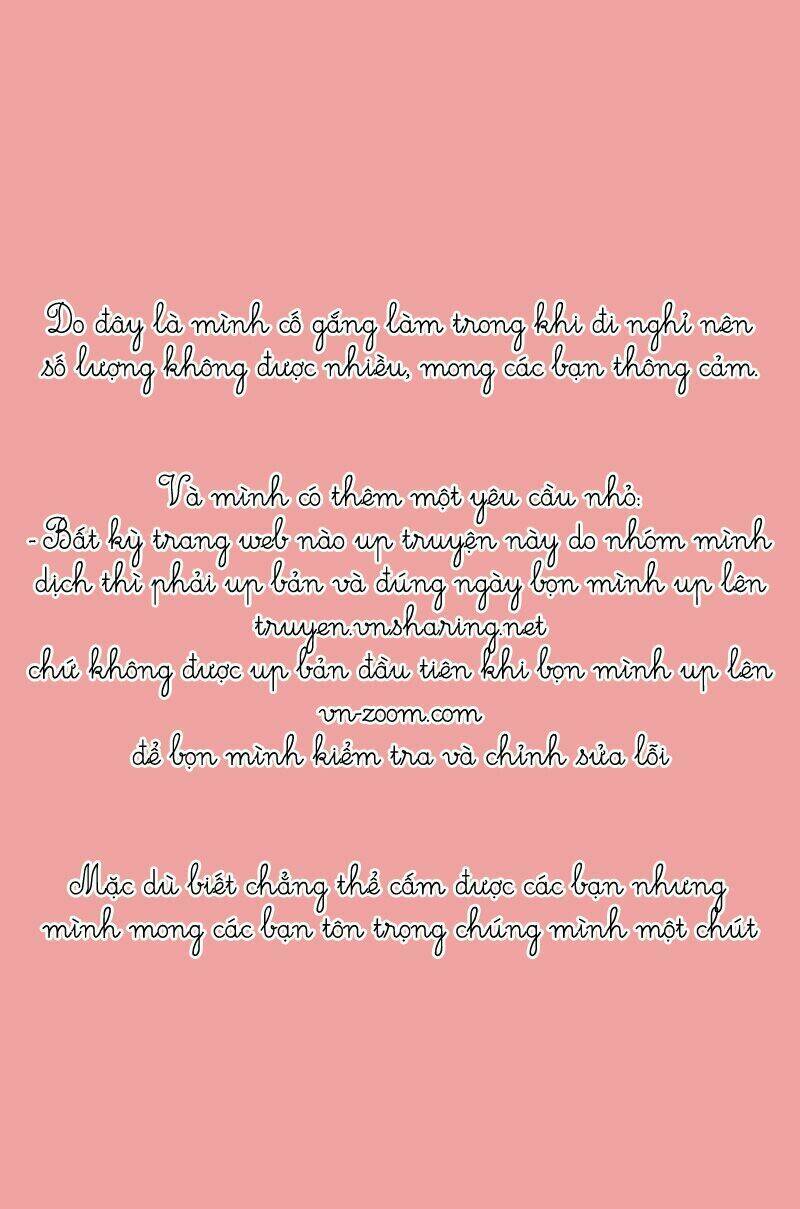 Do đây là mình cố gắng làm trong khi đi nghỉ nên
số lượng không được nhiều, mong các bạn thông cảm.
Và mình có thêm một yêu cầu nhỏ:
- Bất kỳ trang web nào up truyện này do nhóm mình
dịch thì phải up bản và đúng ngày bọn mình up lên
truyen.vnsharing.net
chứ không được up bản đầu tiên khi bọn mình up lên
vn-zoom.com
để bọn mình kiểm tra và chỉnh sửa lỗi
Mặc dù biết chẳng thể cấm được các bạn nhưng
mình mong các bạn tôn trọng chúng mình một chút